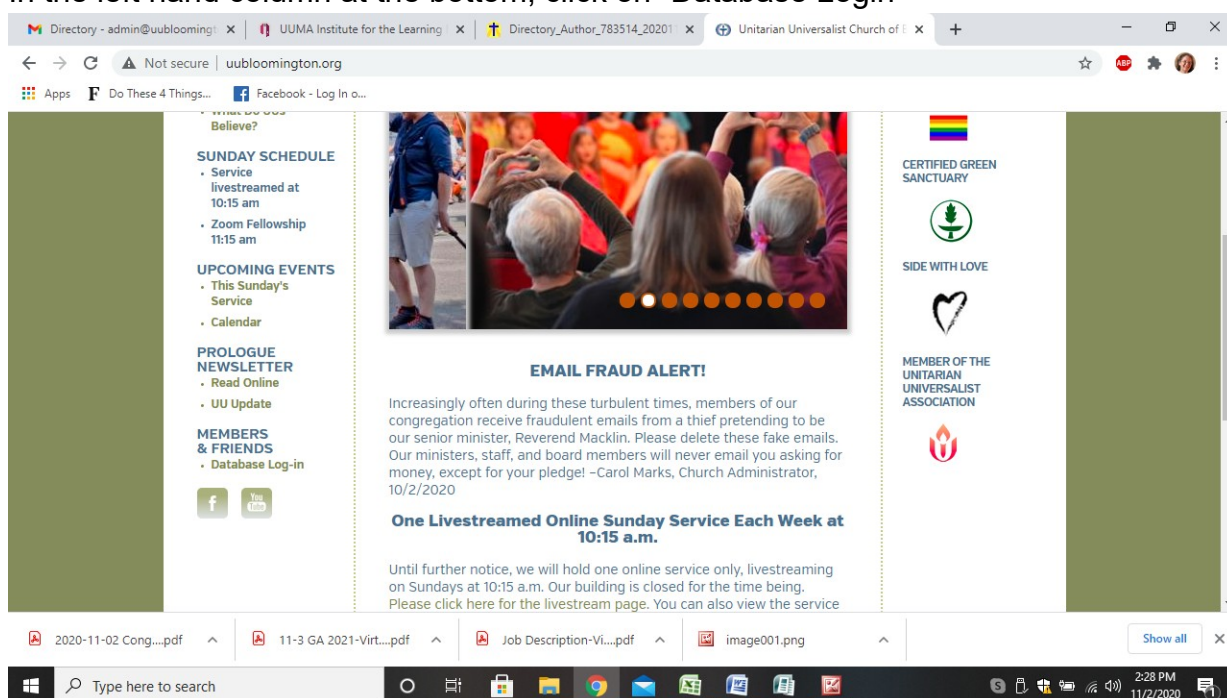 In the left hand column at the bottom, click on "Database Login"
Directory - admin@uubloomingt
UUMA Institute for the Learning
Directory_Author_783514_20201
Unitarian Universalist Church of B
Not secure | uubloomington.org
ABP
Apps
Do These 4 Things...
Facebook - Log In o...
What Do UUs
Believe?
SUNDAY SCHEDULE
Service
livestreamed at
10:15 am
Zoom Fellowship
11:15 am
UPCOMING EVENTS
This Sunday's
Service
Calendar
PROLOGUE
NEWSLETTER
Read Online
UU Update
MEMBERS
& FRIENDS
Database Log-in
f
You
Tube
EMAIL FRAUD ALERT!
Increasingly often during these turbulent times, members of our
congregation receive fraudulent emails from a thief pretending to be
our senior minister, Reverend Macklin. Please delete these fake emails.
Our ministers, staff, and board members will never email you asking for
money, except for your pledge! –Carol Marks, Church Administrator,
10/2/2020
One Livestreamed Online Sunday Service Each Week at
10:15 a.m.
Until further notice, we will hold one online service only, livestreaming
on Sundays at 10:15 a.m. Our building is closed for the time being.
Please click here for the livestream page. You can also view the service
CERTIFIED GREEN
SANCTUARY
SIDE WITH LOVE
MEMBER OF THE
UNITARIAN
UNIVERSALIST
ASSOCIATION
2020-11-02 Cong....pdf
11-3 GA 2021-Virt....pdf
Job Description-Vi....pdf
image001.png
Show all
Type here to search
2:28 PM
11/2/2020